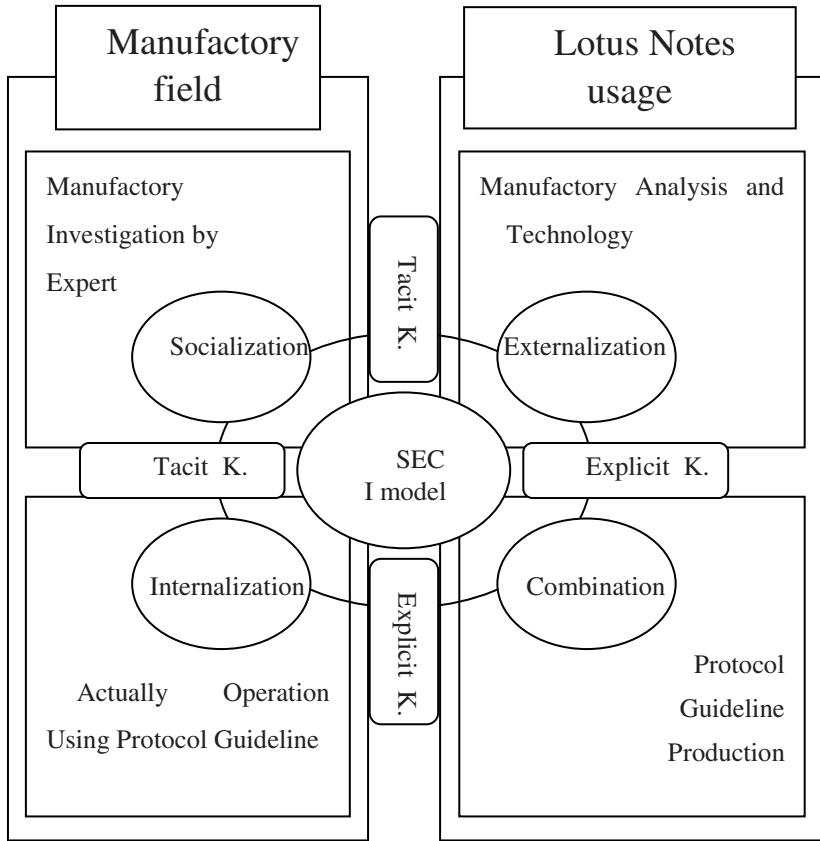 Manufactory
field
Lotus Notes
usage
Manufactory
Investigation by
Expert
Manufactory Analysis and
Technology
Tacit K.
Socialization
Externalization
Tacit K.
SEC
I model
Explicit K.
Internalization
Explicit K.
Combination
Actually Operation
Using Protocol Guideline
Protocol
Guideline
Production